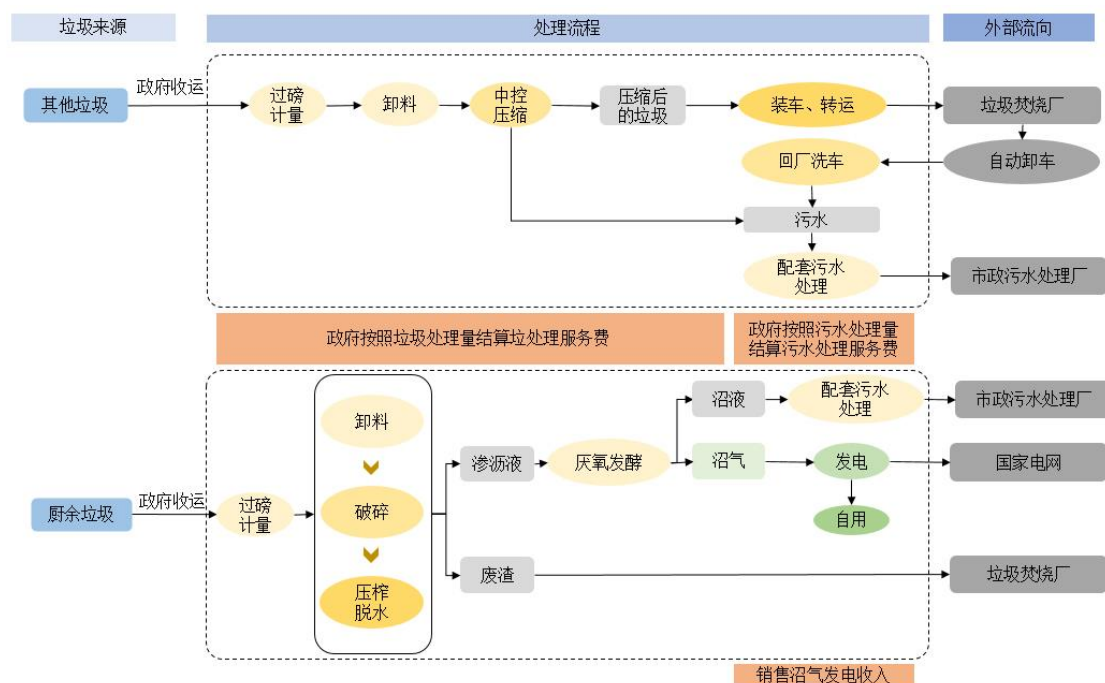 垃圾来源
处理流程
外部流向
其他垃圾
政府收运
过磅
计量
卸料
中控
压缩
压缩后
的垃圾
装车、转运
垃圾焚烧厂
回厂洗车
自动卸车
污水
配套污水
处理
市政污水处理厂
政府按照垃圾处理量结算垃处理服务费
政府按照污水处理量
结算污水处理服务费
厨余垃圾
政府收运
过磅
计量
卸料
破碎
压榨
脱水
渗沥液
厌氧发酵
沼液
配套污水
处理
市政污水处理厂
沼气
发电
国家电网
自用
废渣
垃圾焚烧厂
销售沼气发电收入